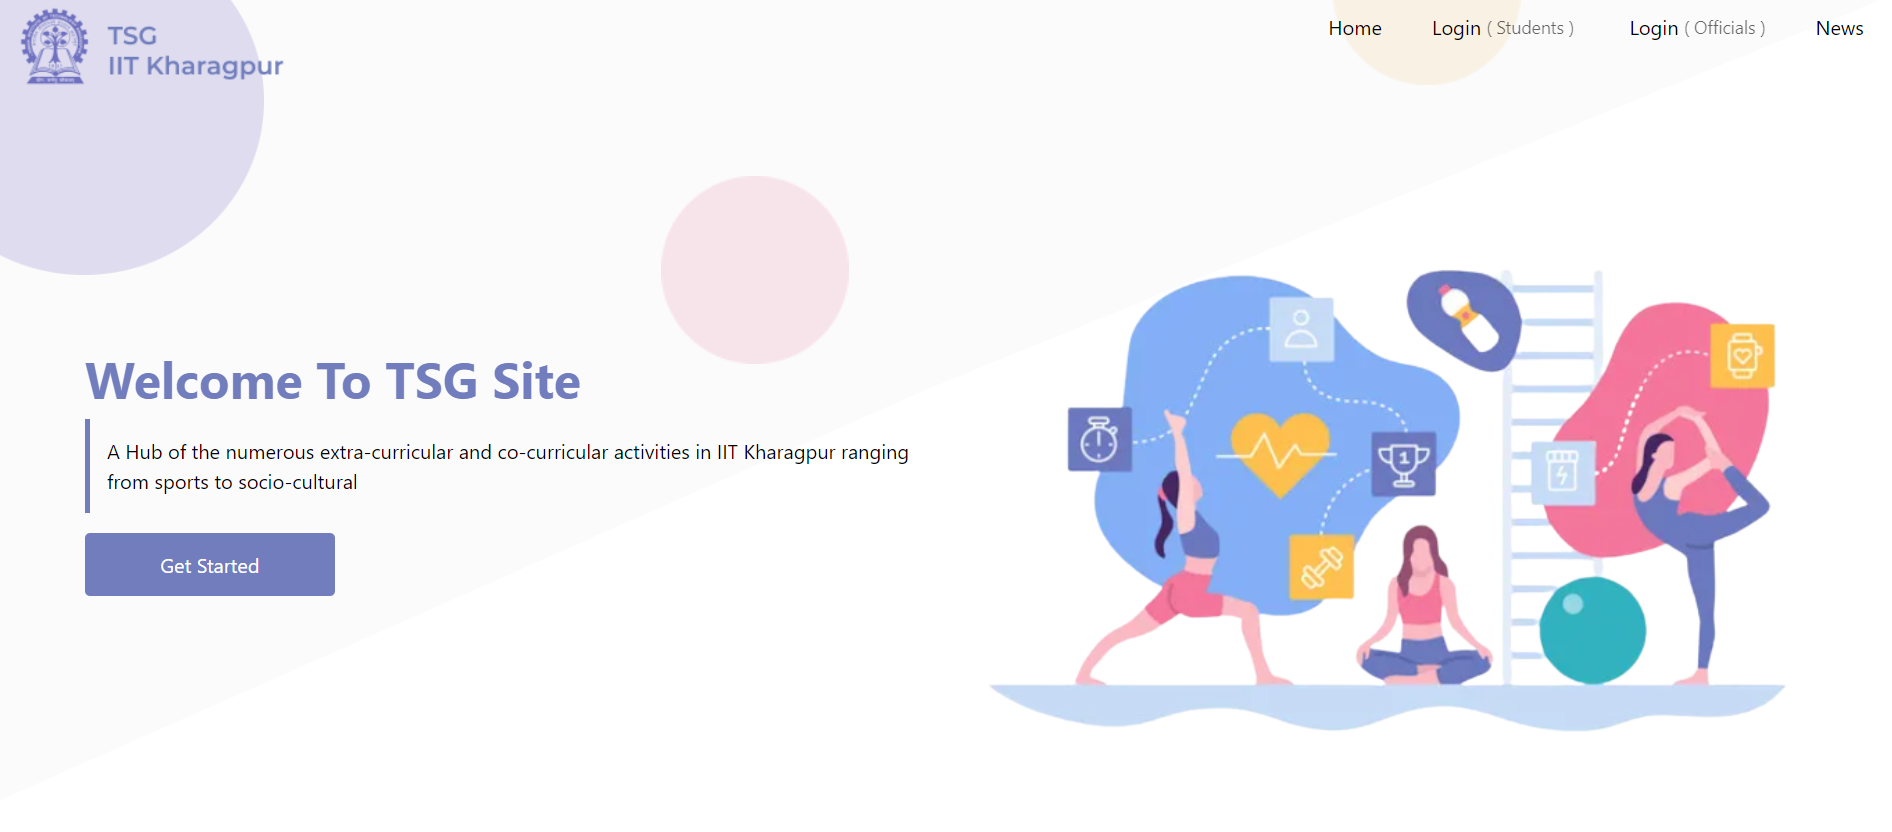 TSG
IIT Kharagpur
Home Login ( Students ) Login ( Officials ) News
Welcome To TSG Site
A Hub of the numerous extra-curricular and co-curricular activities in IIT Kharagpur ranging
from sports to socio-cultural
Get Started
1